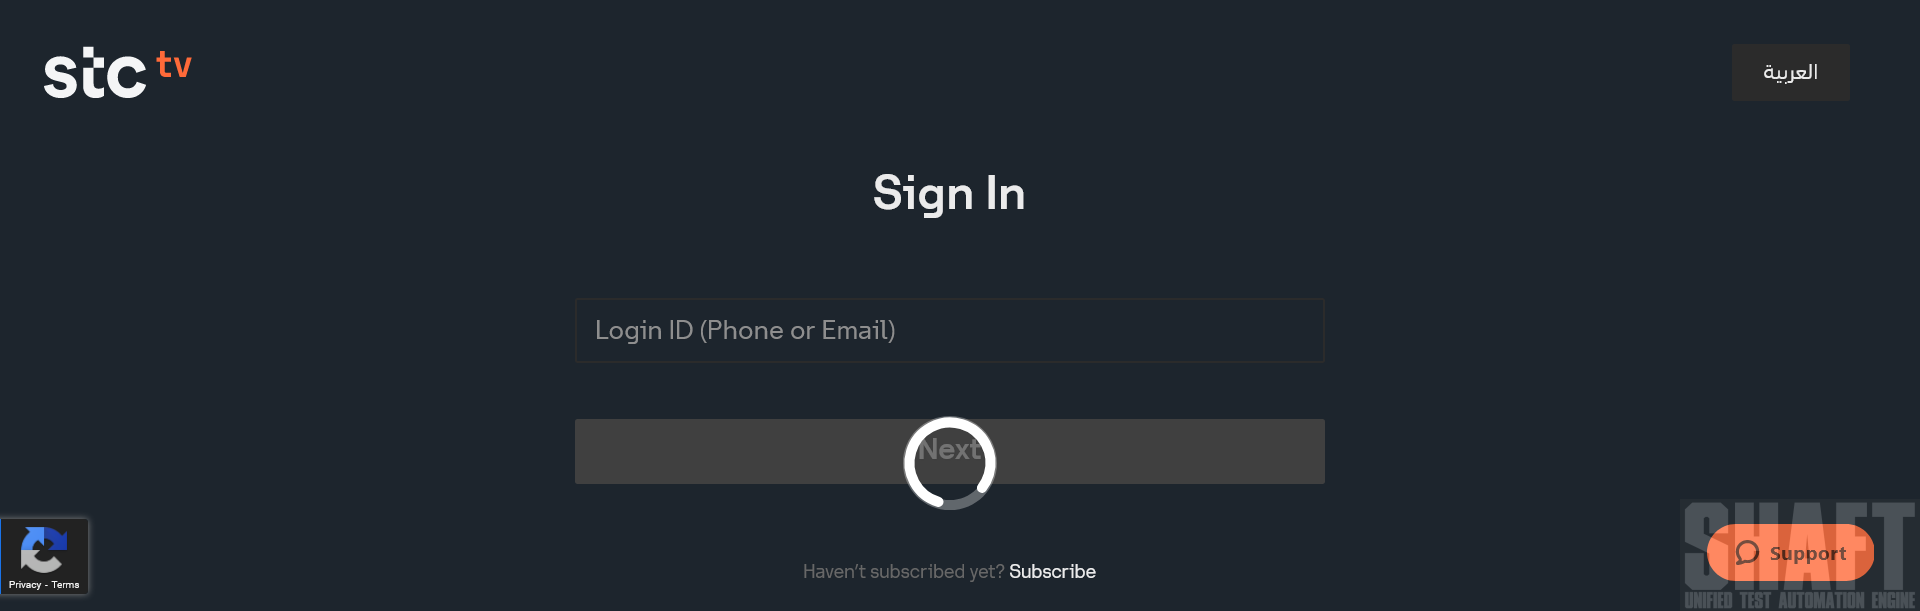 stc tv
العربية
Sign In
Login ID (Phone or Email)
Next
Haven't subscribed yet? Subscribe
Privacy - Terms
Support
SHAFT
UNIFIED TEST AUTOMATION ENGINE